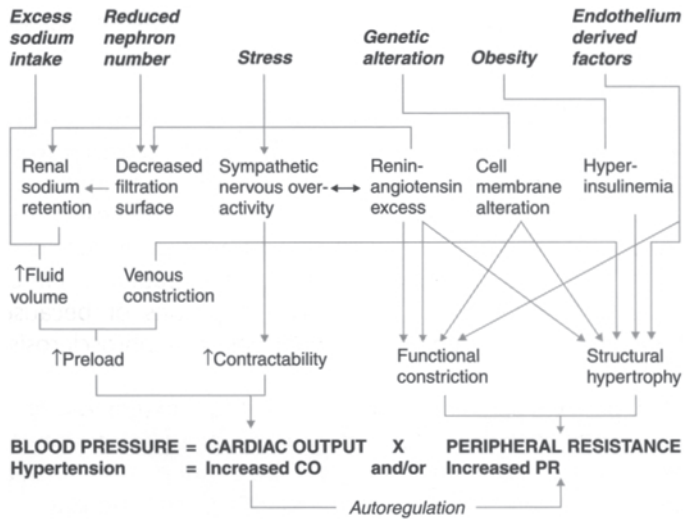 Excess
sodium
intake
Reduced
nephron
number
Stress
Genetic
alteration
Obesity
Endothelium
derived
factors
Renal
sodium
retention
Decreased
filtration
surface
Sympathetic
nervous over-
activity
Renin-
angiotensin
excess
Cell
membrane
alteration
Hyper-
insulinemia
↑Fluid
volume
Venous
constriction
↑Preload
↑Contractability
Functional
constriction
Structural
hypertrophy
BLOOD PRESSURE = CARDIAC OUTPUT X PERIPHERAL RESISTANCE
Hypertension = Increased CO and/or Increased PR
Autoregulation